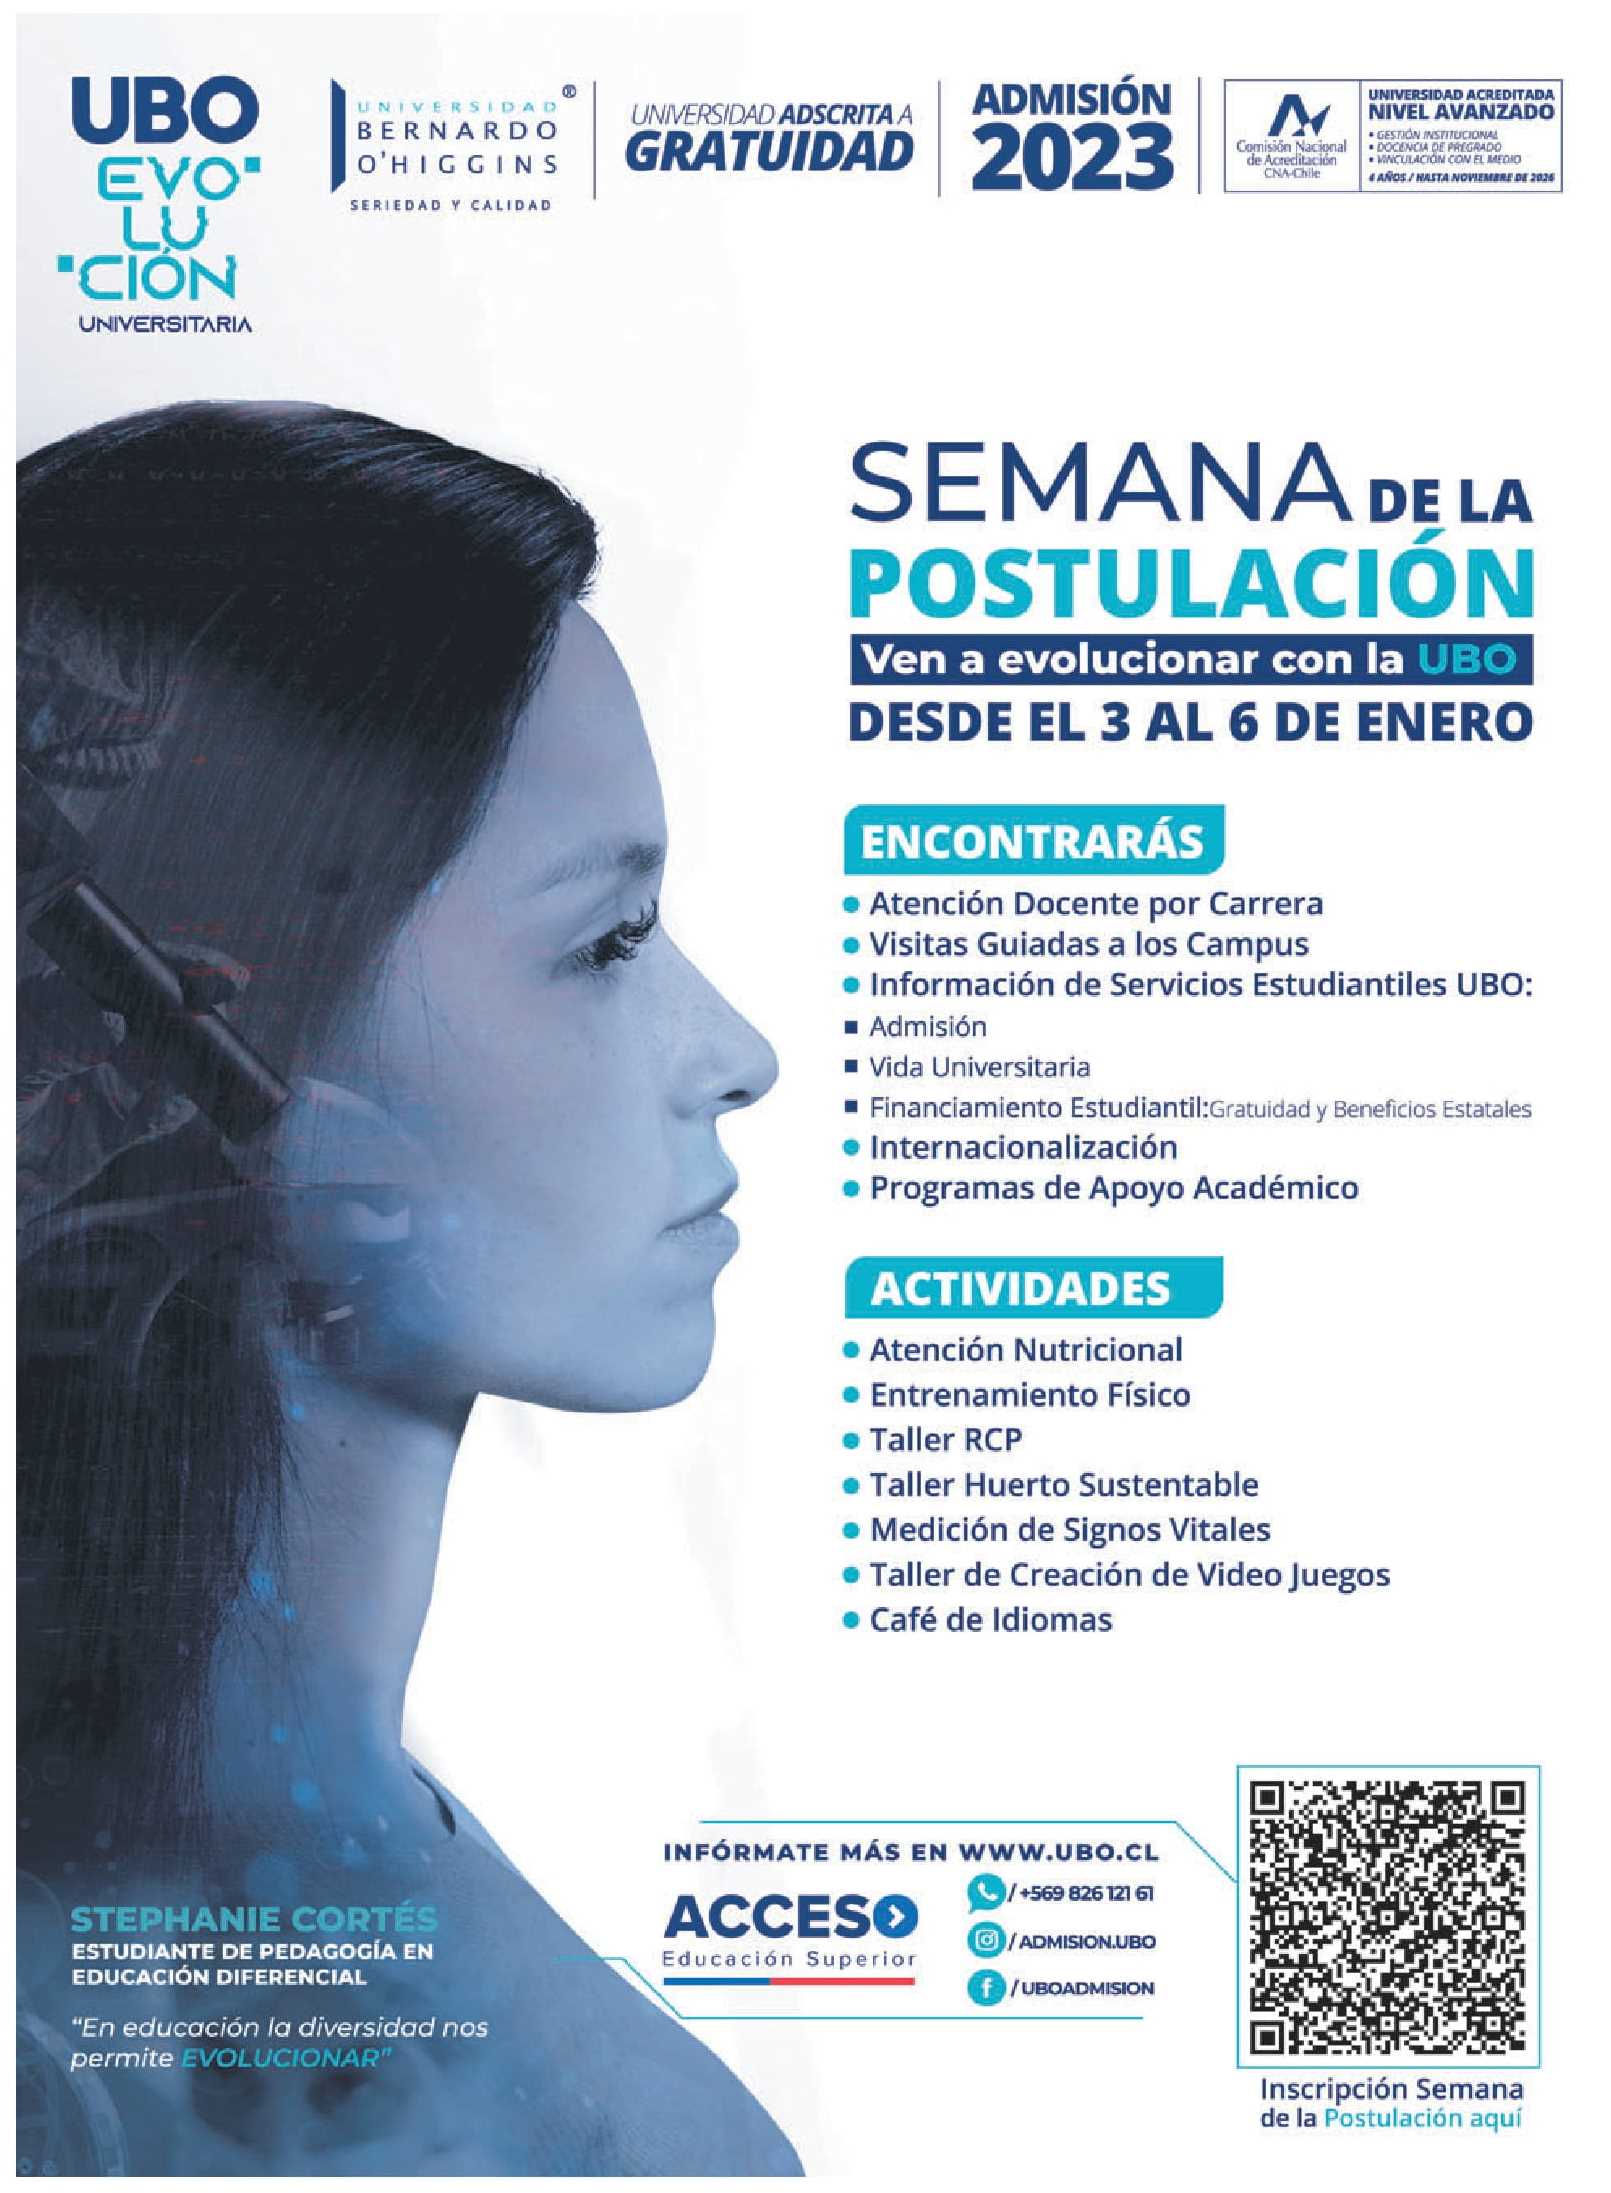 UBO
EVO
LU
CIÓN
UNIVERSITARIA
UNIVERSIDAD ®
BERNARDO
O'HIGGINS
SERIEDAD Y CALIDAD
UNIVERSIDAD ADSCRITA A
GRATUIDAD
ADMISIÓN
2023
Comisión Nacional
de Acreditación
CNA-Chile
UNIVERSIDAD ACREDITADA
NIVEL AVANZADO
• GESTIÓN INSTITUCIONAL
• DOCENCIA DE PREGRADO
• VINCULACIÓN CON EL MEDIO
4 AÑOS / HASTA NOVIEMBRE DE 2026
SEMANA DE LA
POSTULACIÓN
Ven a evolucionar con la UBO
DESDE EL 3 AL 6 DE ENERO
ENCONTRARÁS
• Atención Docente por Carrera
• Visitas Guiadas a los Campus
• Información de Servicios Estudiantiles UBO:
▪ Admisión
▪ Vida Universitaria
▪ Financiamiento Estudiantil:Gratuidad y Beneficios Estatales
• Internacionalización
• Programas de Apoyo Académico
ACTIVIDADES
• Atención Nutricional
• Entrenamiento Físico
• Taller RCP
• Taller Huerto Sustentable
• Medición de Signos Vitales
• Taller de Creación de Video Juegos
• Café de Idiomas
STEPHANIE CORTÉS
ESTUDIANTE DE PEDAGOGÍA EN
EDUCACIÓN DIFERENCIAL
"En educación la diversidad nos
permite EVOLUCIONAR"
INFÓRMATE MÁS EN WWW.UBO.CL
ACCESO
Educación Superior
/ +569 826 121 61
/ ADMISION.UBO
/ UBOADMISION
Inscripción Semana
de la Postulación aquí